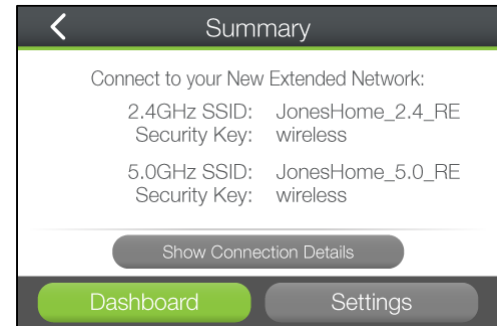 Summary
Connect to your New Extended Network:
2.4GHz SSID: JonesHome_2.4_RE
Security Key: wireless
5.0GHz SSID: JonesHome_5.0_RE
Security Key: wireless
Show Connection Details
Dashboard Settings